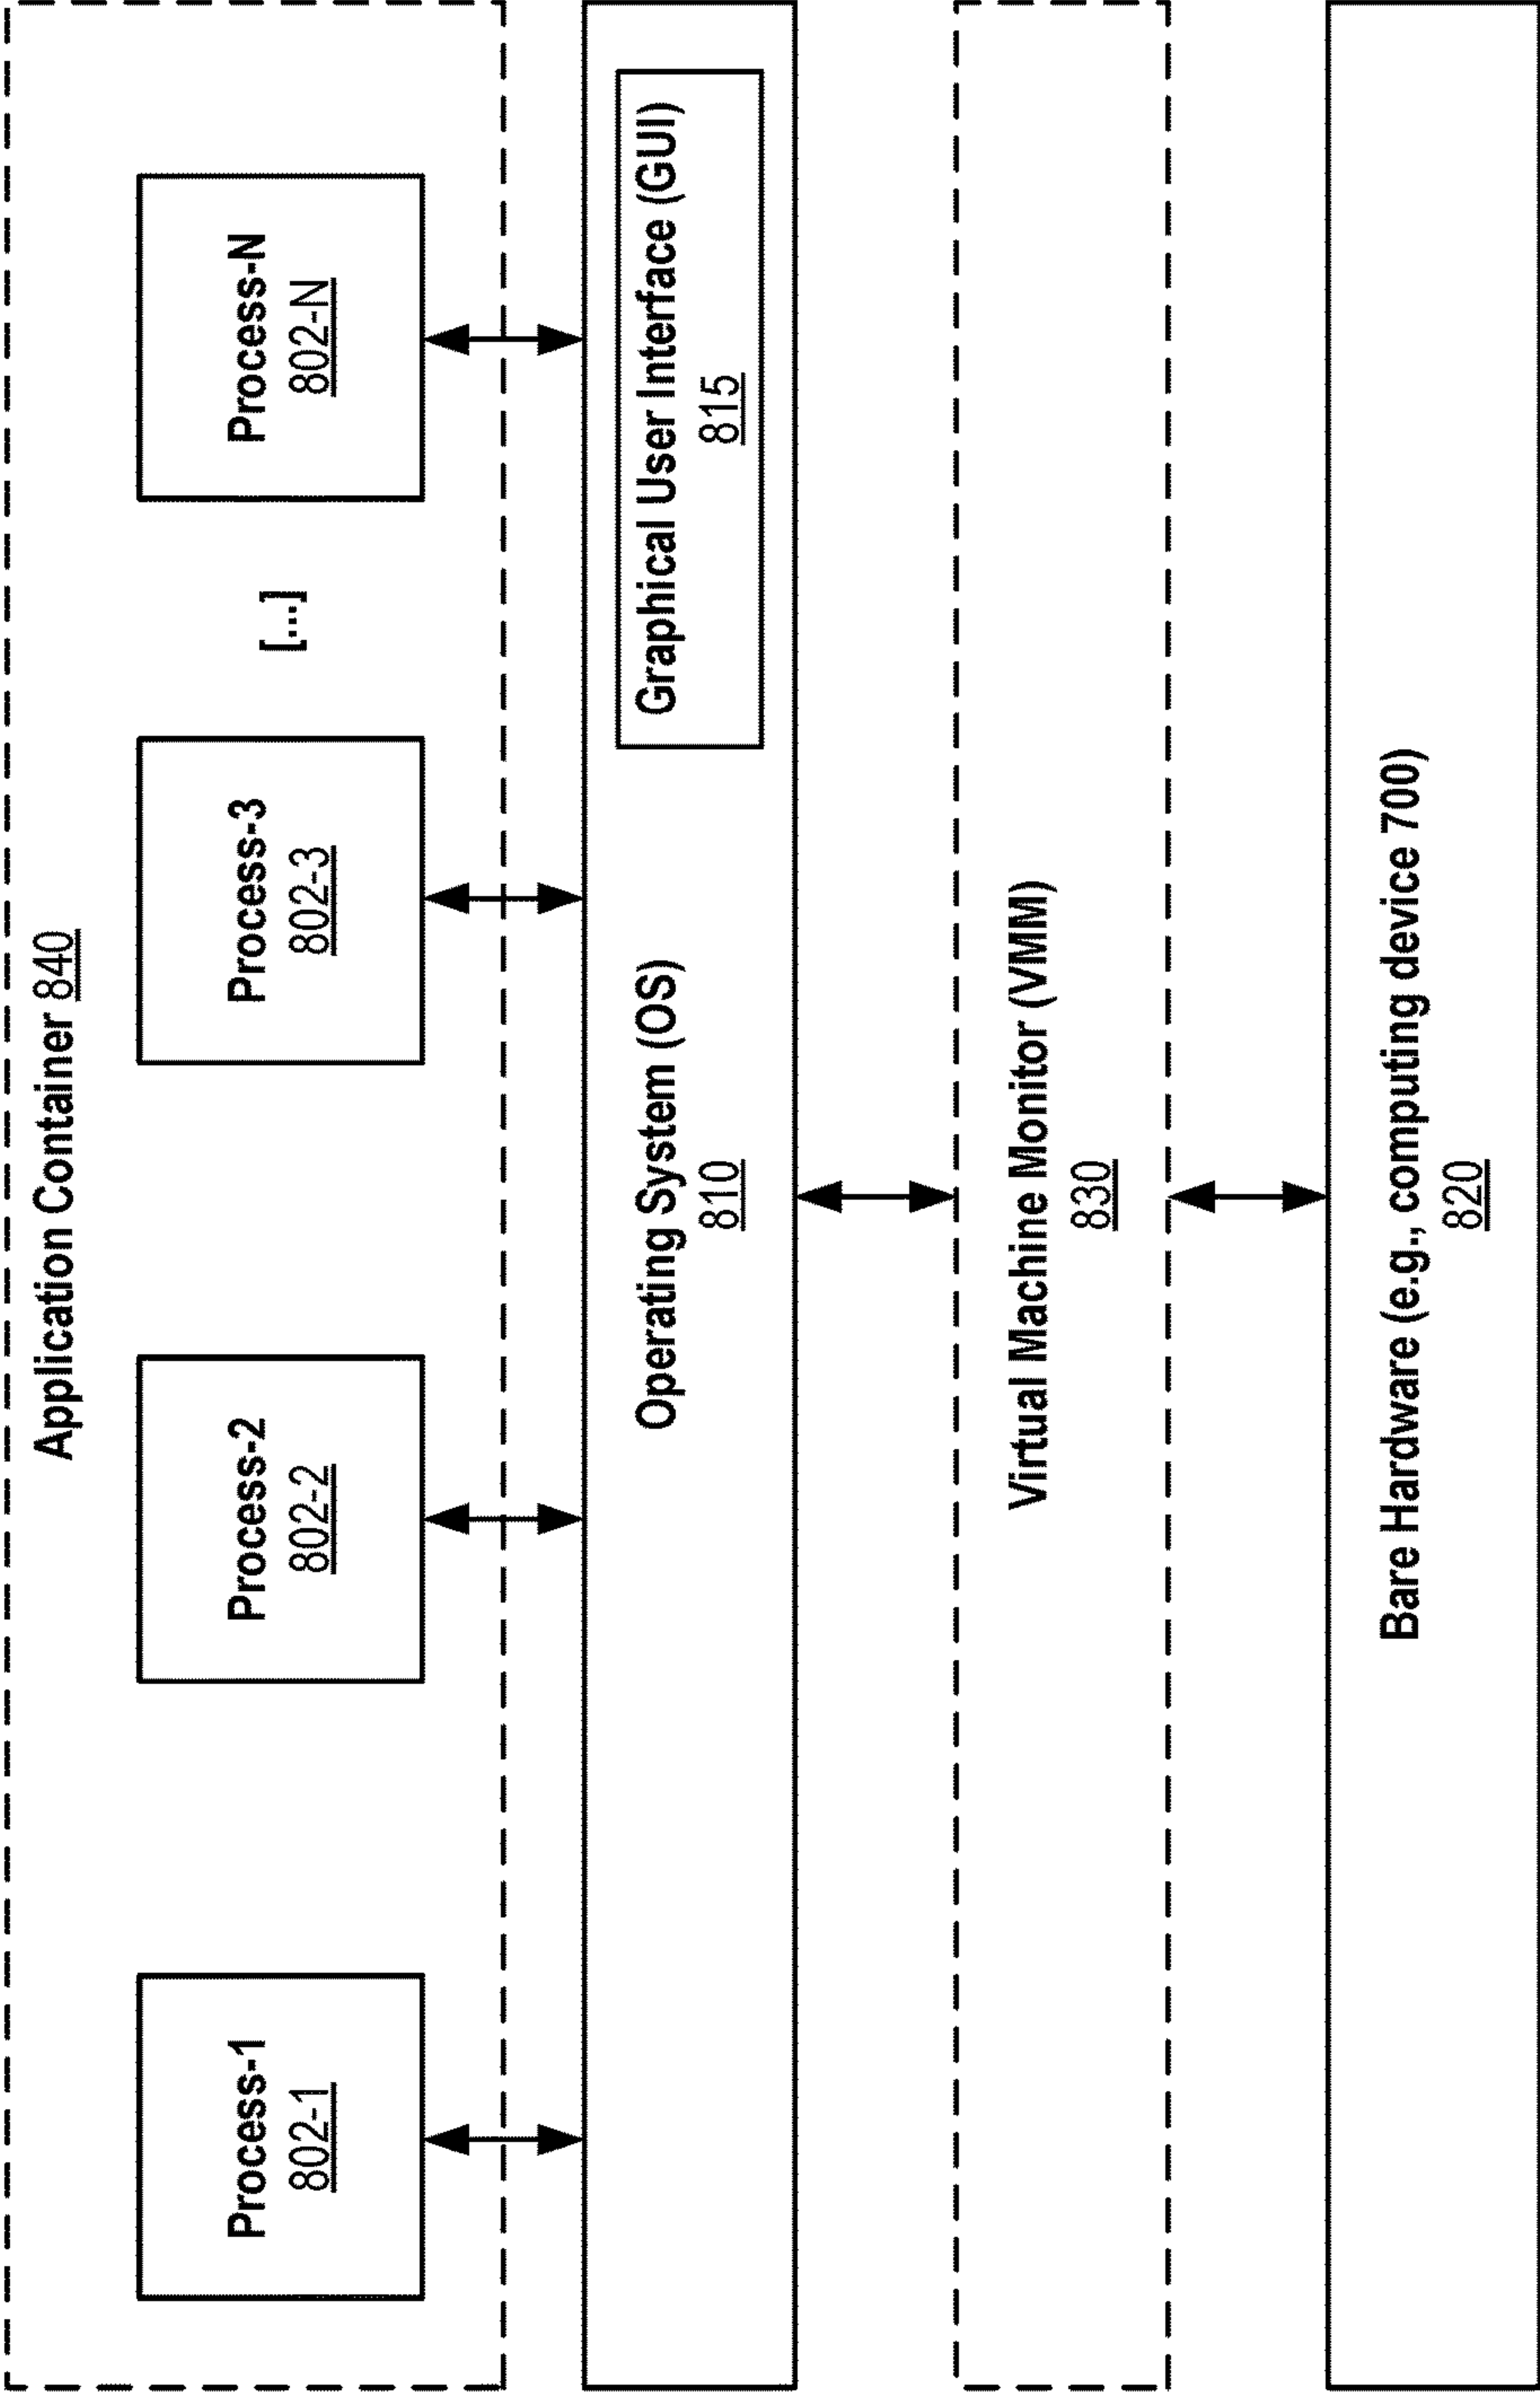 Application Container 840
Process-1
802-1
Process-2
802-2
Process-3
802-3
[...]
Process-N
802-N
Operating System (OS)
810
Graphical User Interface (GUI)
815
Virtual Machine Monitor (VMM)
830
Bare Hardware (e.g., computing device 700)
820